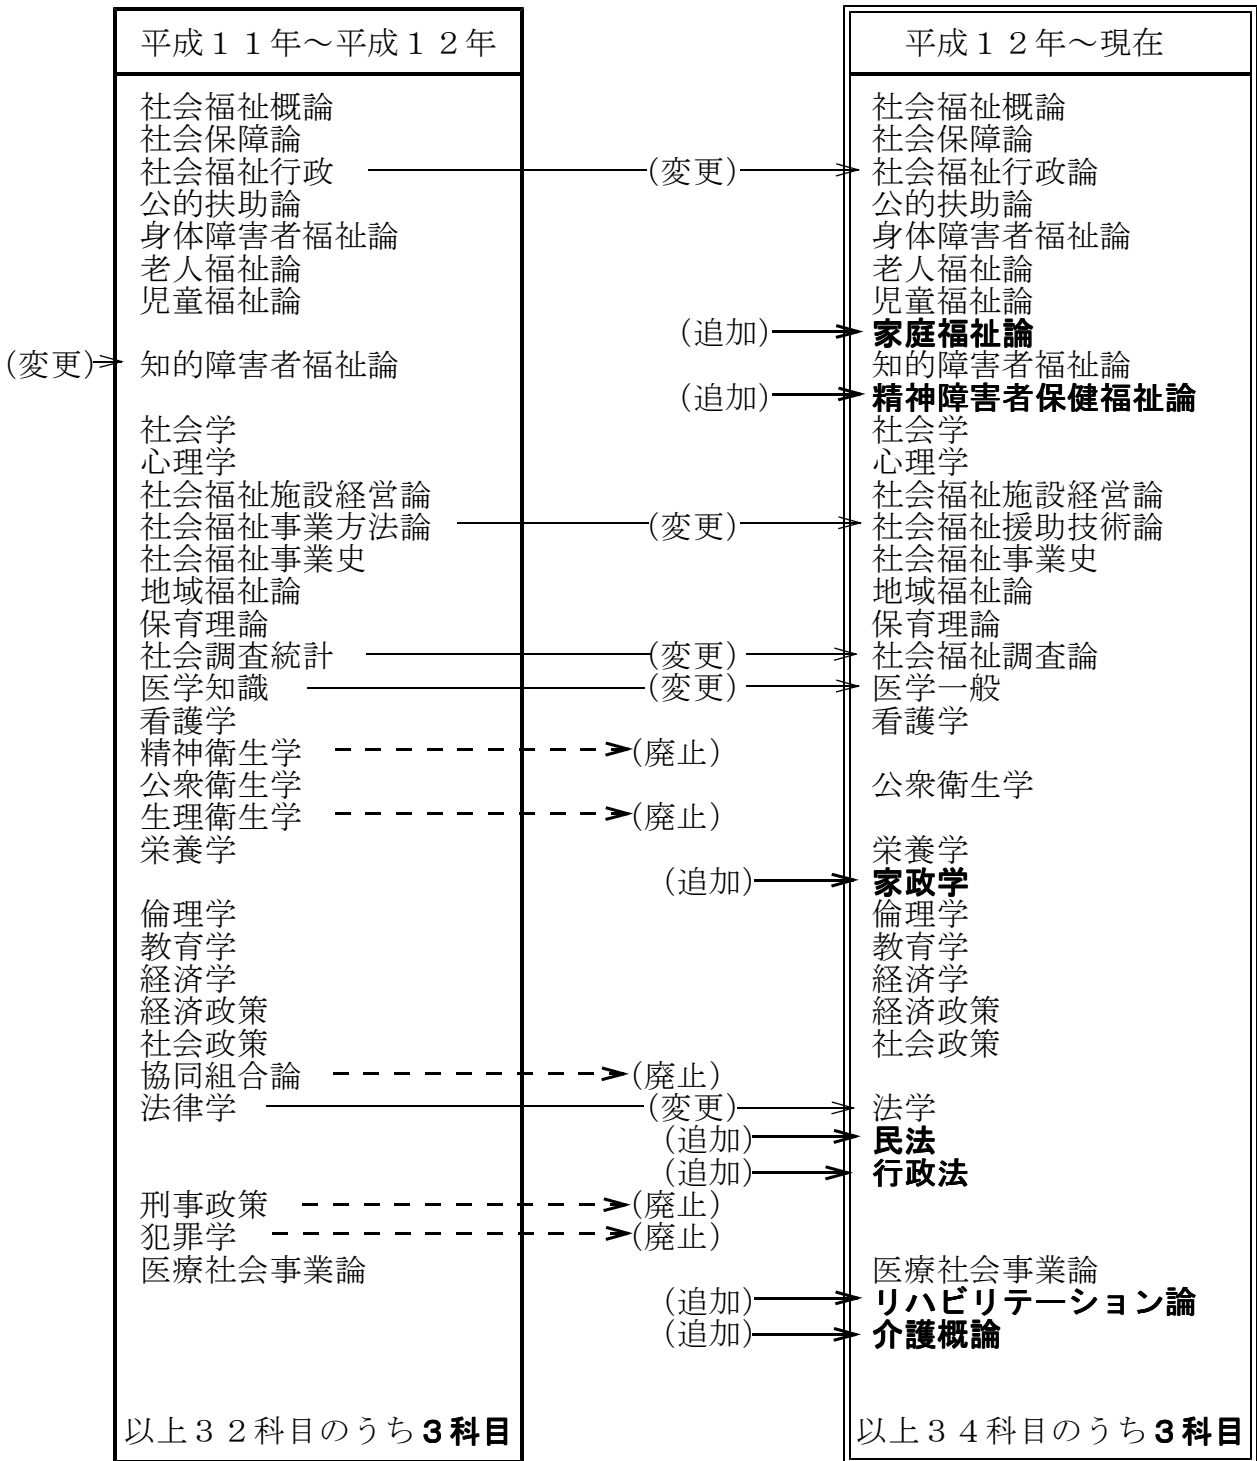 平成１１年～平成１２年
社会福祉概論
社会保障論
社会福祉行政
公的扶助論
身体障害者福祉論
老人福祉論
児童福祉論
(変更)
知的障害者福祉論
社会学
心理学
社会福祉施設経営論
社会福祉事業方法論
社会福祉事業史
地域福祉論
保育理論
社会調査統計
医学知識
看護学
精神衛生学
公衆衛生学
生理衛生学
栄養学
倫理学
教育学
経済学
経済政策
社会政策
協同組合論
法律学
刑事政策
犯罪学
医療社会事業論
以上３２科目のうち３科目
(変更)
(追加)
(追加)
(変更)
(変更)
(変更)
(廃止)
(廃止)
(追加)
(廃止)
(変更)
(追加)
(追加)
(廃止)
(廃止)
(追加)
(追加)
平成１２年～現在
社会福祉概論
社会保障論
社会福祉行政論
公的扶助論
身体障害者福祉論
老人福祉論
児童福祉論
家庭福祉論
知的障害者福祉論
精神障害者保健福祉論
社会学
心理学
社会福祉施設経営論
社会福祉援助技術論
社会福祉事業史
地域福祉論
保育理論
社会福祉調査論
医学一般
看護学
公衆衛生学
栄養学
家政学
倫理学
教育学
経済学
経済政策
社会政策
法学
民法
行政法
医療社会事業論
リハビリテーション論
介護概論
以上３４科目のうち３科目